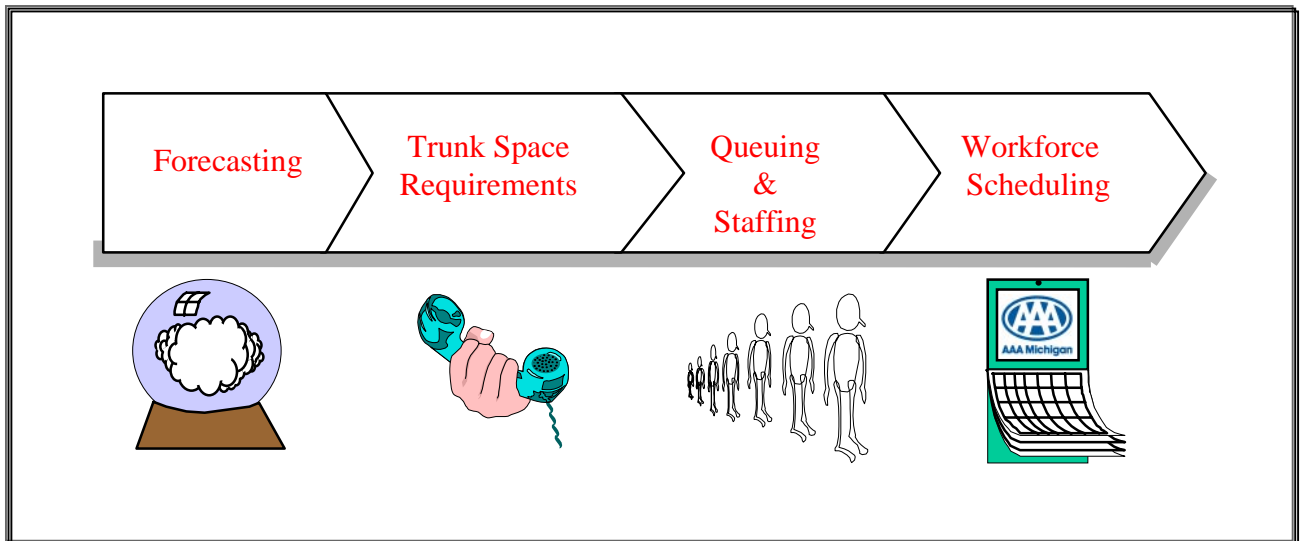 Forecasting
Trunk Space
Requirements
Queuing
&
Staffing
Workforce
Scheduling
AAA
AAA Michigan